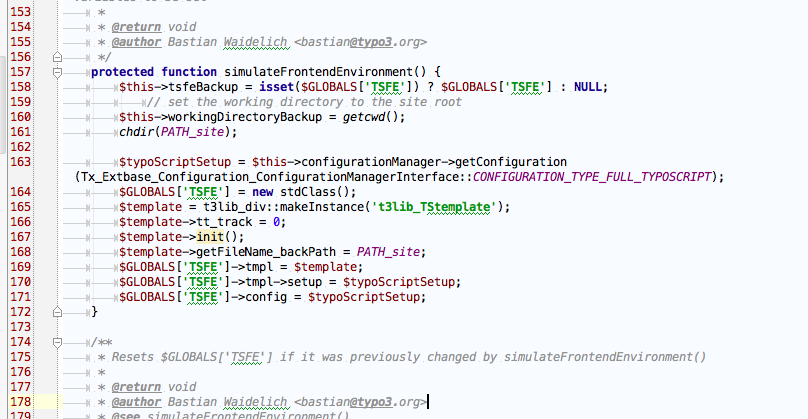 153 *
154 * @return void
155 * @author Bastian Waidelich <bastian@typo3.org>
156 */
157 protected function simulateFrontendEnvironment() {
158 $this->tsfeBackup = isset($GLOBALS['TSFE']) ? $GLOBALS['TSFE'] : NULL;
159 // set the working directory to the site root
160 $this->workingDirectoryBackup = getcwd();
161 chdir(PATH_site);
162
163 $typoScriptSetup = $this->configurationManager->getConfiguration
(Tx_Extbase_Configuration_ConfigurationManagerInterface::CONFIGURATION_TYPE_FULL_TYPOSCRIPT);
164 $GLOBALS['TSFE'] = new stdClass();
165 $template = t3lib_div::makeInstance('t3lib_TStemplate');
166 $template->tt_track = 0;
167 $template->init();
168 $template->getFileName_backPath = PATH_site;
169 $GLOBALS['TSFE']->tmpl = $template;
170 $GLOBALS['TSFE']->tmpl->setup = $typoScriptSetup;
171 $GLOBALS['TSFE']->config = $typoScriptSetup;
172 }
173
174 /**
175 * Resets $GLOBALS['TSFE'] if it was previously changed by simulateFrontendEnvironment()
176 *
177 * @return void
178 * @author Bastian Waidelich <bastian@typo3.org>
179 * @see simulateFrontendEnvironment()